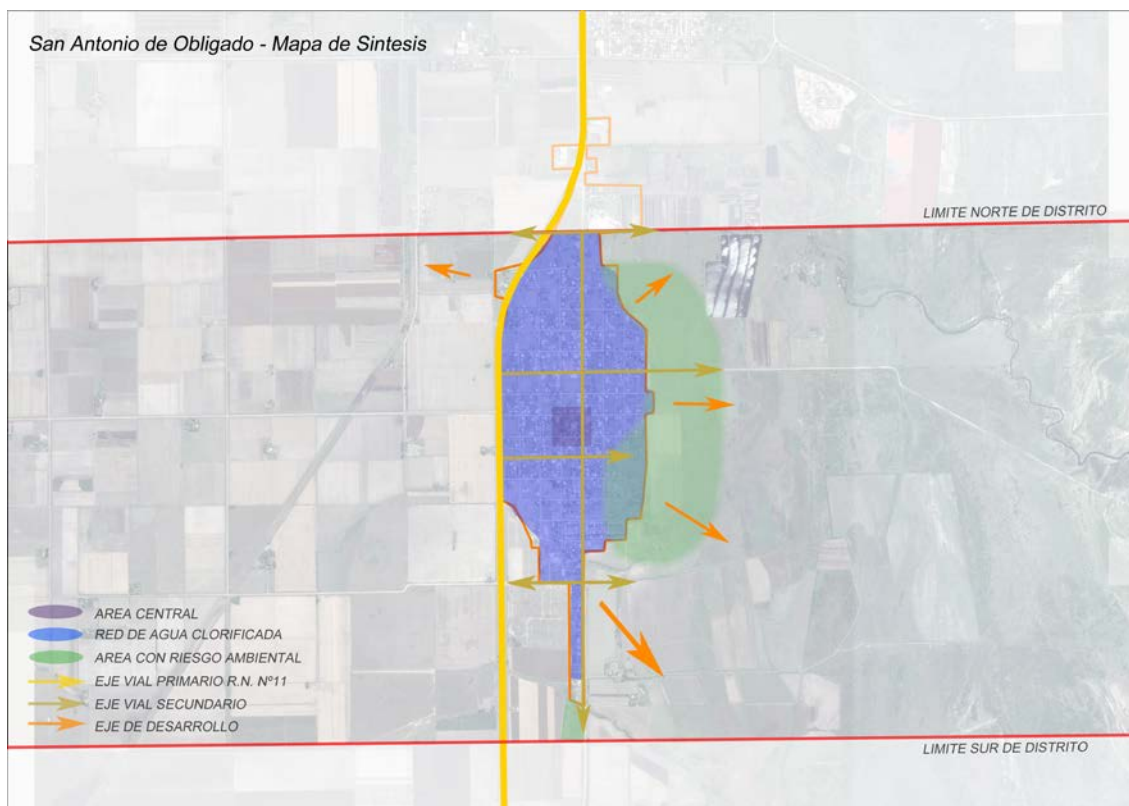 San Antonio de Obligado - Mapa de Sintesis
LIMITE NORTE DE DISTRITO
AREA CENTRAL
RED DE AGUA CLORIFICADA
AREA CON RIESGO AMBIENTAL
EJE VIAL PRIMARIO R.N. Nº11
EJE VIAL SECUNDARIO
EJE DE DESARROLLO
LIMITE SUR DE DISTRITO